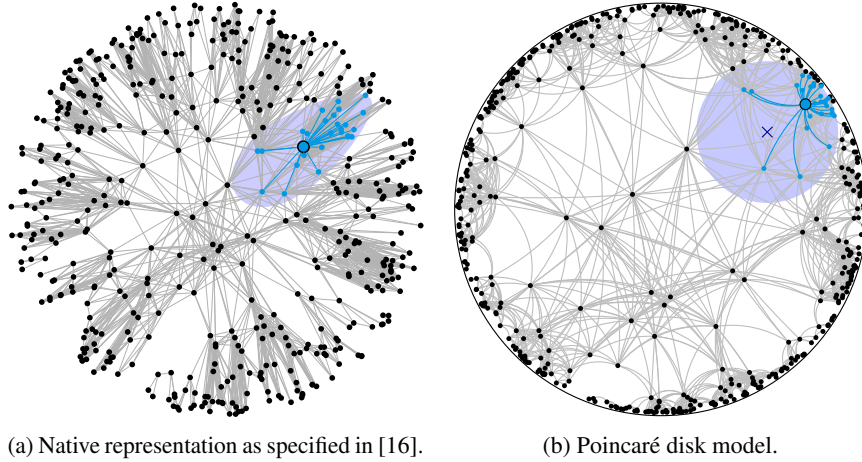 (a) Native representation as specified in [16].
(b) Poincaré disk model.